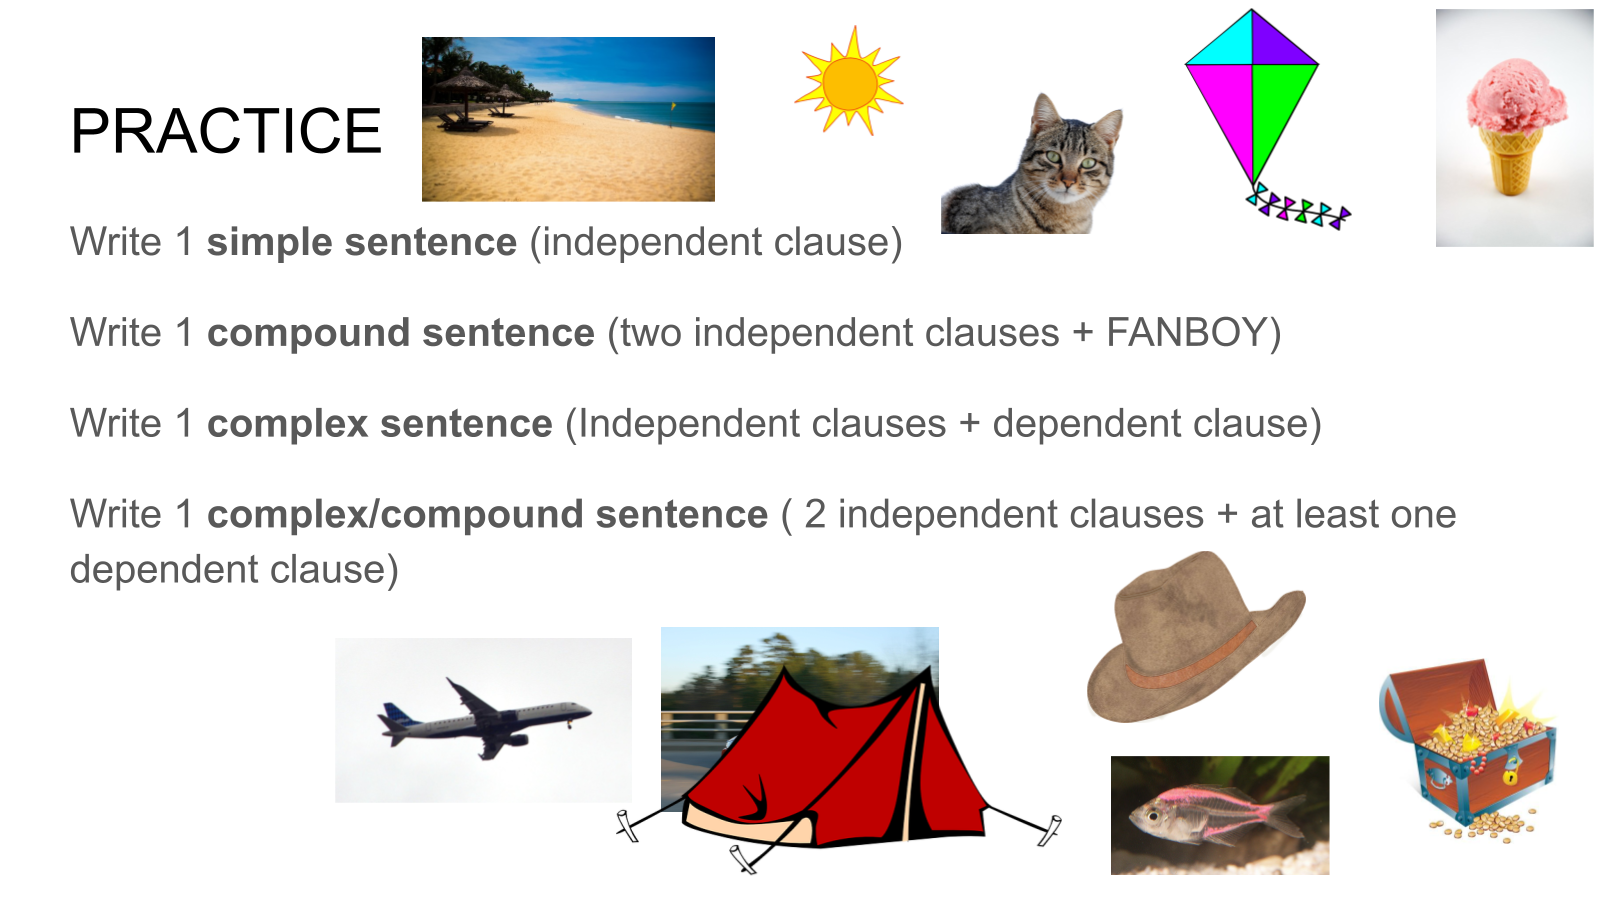 PRACTICE
Write 1 simple sentence (independent clause)
Write 1 compound sentence (two independent clauses + FANBOY)
Write 1 complex sentence (Independent clauses + dependent clause)
Write 1 complex/compound sentence ( 2 independent clauses + at least one
dependent clause)